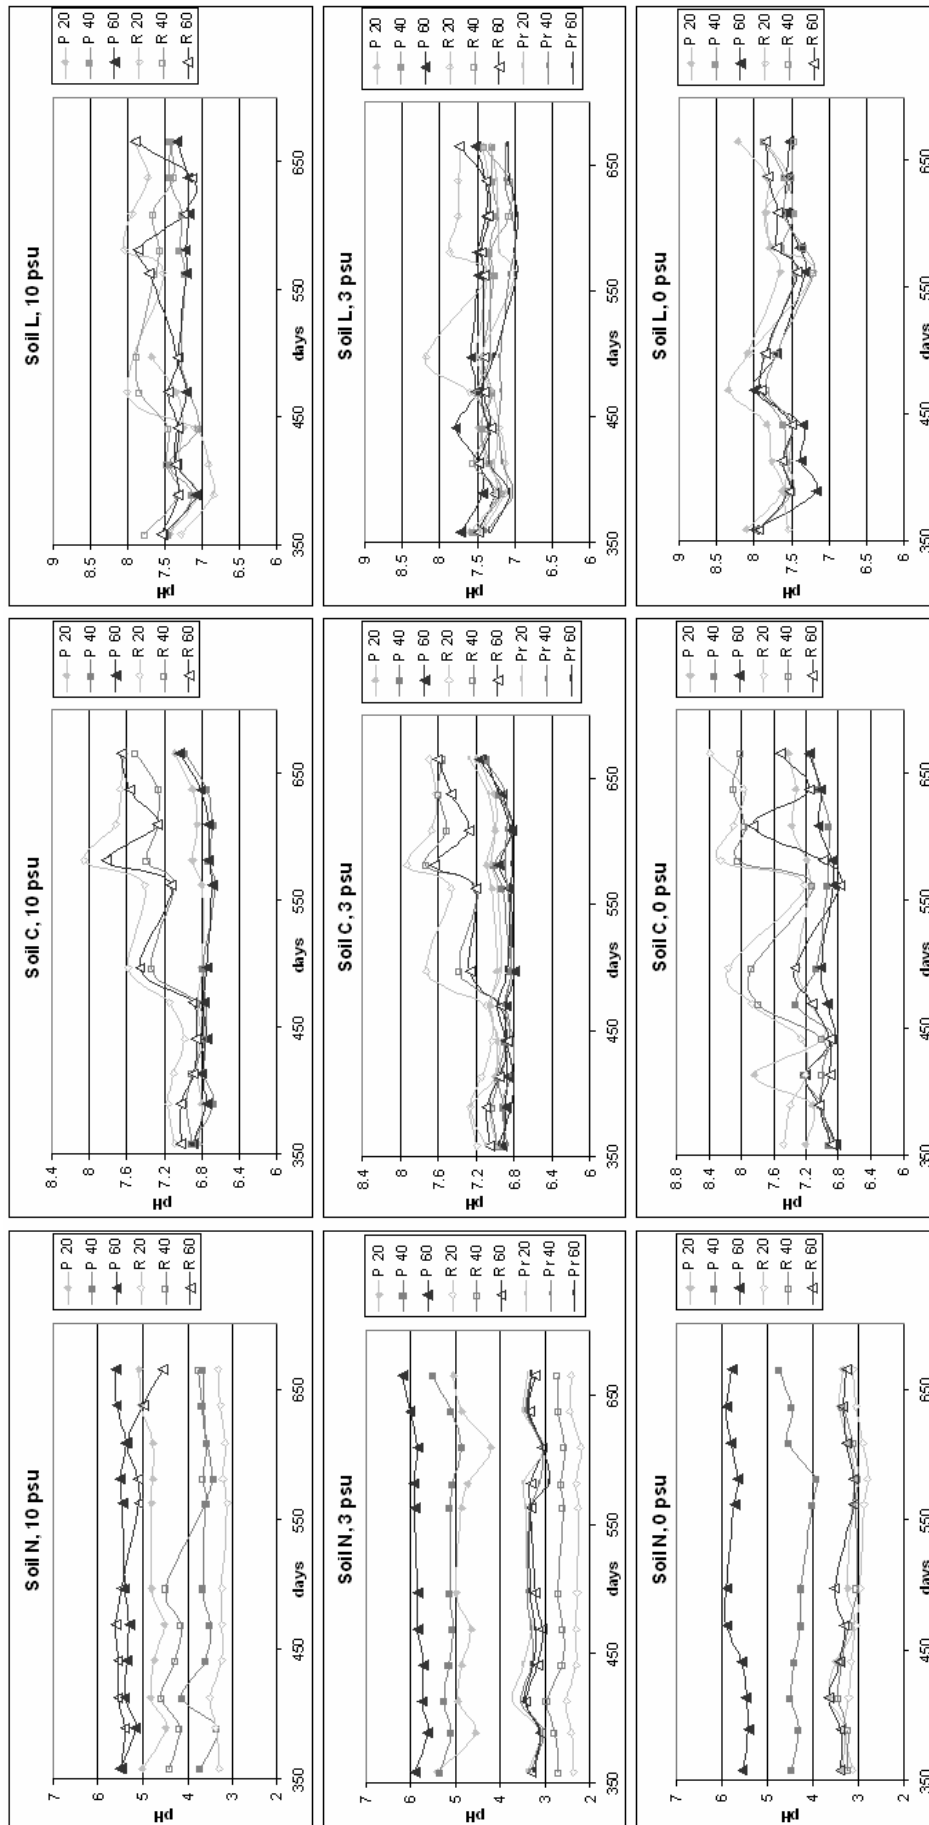 Soil N, 10 psu
7
6
5
4
3
2
pH
350 450 550 650
days
P 20
P 40
P 60
R 20
R 40
R 60
Soil C, 10 psu
8.4
8
7.6
7.2
6.8
6.4
6
pH
350 450 550 650
days
P 20
P 40
P 60
R 20
R 40
R 60
Soil L, 10 psu
9
8.5
8
7.5
7
6.5
6
pH
350 450 550 650
days
P 20
P 40
P 60
R 20
R 40
R 60
Soil N, 3 psu
7
6
5
4
3
2
pH
350 450 550 650
days
P 20
P 40
P 60
R 20
R 40
R 60
Pr 20
Pr 40
Pr 60
Soil C, 3 psu
8.4
8
7.6
7.2
6.8
6.4
6
pH
350 450 550 650
days
P 20
P 40
P 60
R 20
R 40
R 60
Pr 20
Pr 40
Pr 60
Soil L, 3 psu
9
8.5
8
7.5
7
6.5
6
pH
350 450 550 650
days
P 20
P 40
P 60
R 20
R 40
R 60
Pr 20
Pr 40
Pr 60
Soil N, 0 psu
7
6
5
4
3
2
pH
350 450 550 650
days
P 20
P 40
P 60
R 20
R 40
R 60
Soil C, 0 psu
8.8
8.4
8
7.6
7.2
6.8
6.4
6
pH
350 450 550 650
days
P 20
P 40
P 60
R 20
R 40
R 60
Soil L, 0 psu
9
8.5
8
7.5
7
6.5
6
pH
350 450 550 650
days
P 20
P 40
P 60
R 20
R 40
R 60